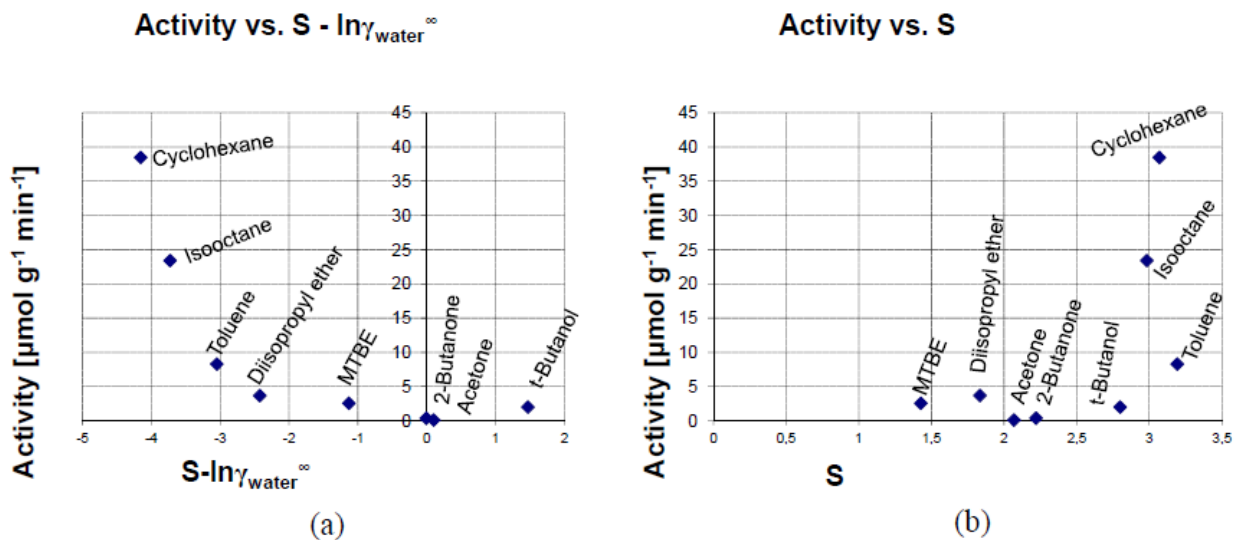 Activity vs. S - lnγwater∞
Activity [µmol g-1 min-1]
45
40
35
30
25
20
15
10
5
0
-5
-4
-3
-2
-1
0
1
2
Cyclohexane
Isooctane
Toluene
Diisopropyl ether
MTBE
2-Butanone
Acetone
t-Butanol
S-lnγwater∞
(a)
Activity vs. S
Activity [µmol g-1 min-1]
45
40
35
30
25
20
15
10
5
0
0
0,5
1
1,5
2
2,5
3
3,5
Cyclohexane
Isooctane
Toluene
Diisopropyl ether
MTBE
Acetone
2-Butanone
t-Butanol
S
(b)